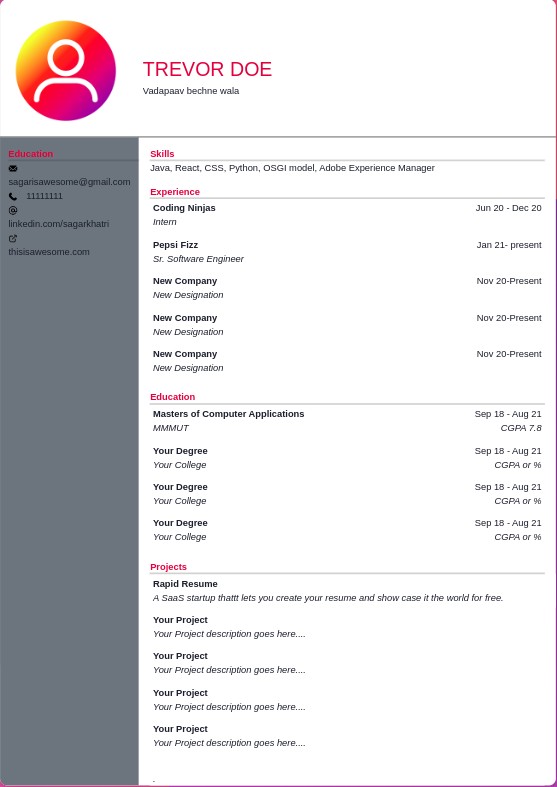 TREVOR DOE
Vadapaav bechne wala
Education
sagarisawesome@gmail.com
11111111
linkedin.com/sagarkhatri
thisisawesome.com
Skills
Java, React, CSS, Python, OSGI model, Adobe Experience Manager
Experience
Coding Ninjas Jun 20 - Dec 20
Intern
Pepsi Fizz Jan 21- present
Sr. Software Engineer
New Company Nov 20-Present
New Designation
New Company Nov 20-Present
New Designation
New Company Nov 20-Present
New Designation
Education
Masters of Computer Applications Sep 18 - Aug 21
MMMUT CGPA 7.8
Your Degree Sep 18 - Aug 21
Your College CGPA or %
Your Degree Sep 18 - Aug 21
Your College CGPA or %
Your Degree Sep 18 - Aug 21
Your College CGPA or %
Projects
Rapid Resume
A SaaS startup thattt lets you create your resume and show case it the world for free.
Your Project
Your Project description goes here....
Your Project
Your Project description goes here....
Your Project
Your Project description goes here....
Your Project
Your Project description goes here....
.